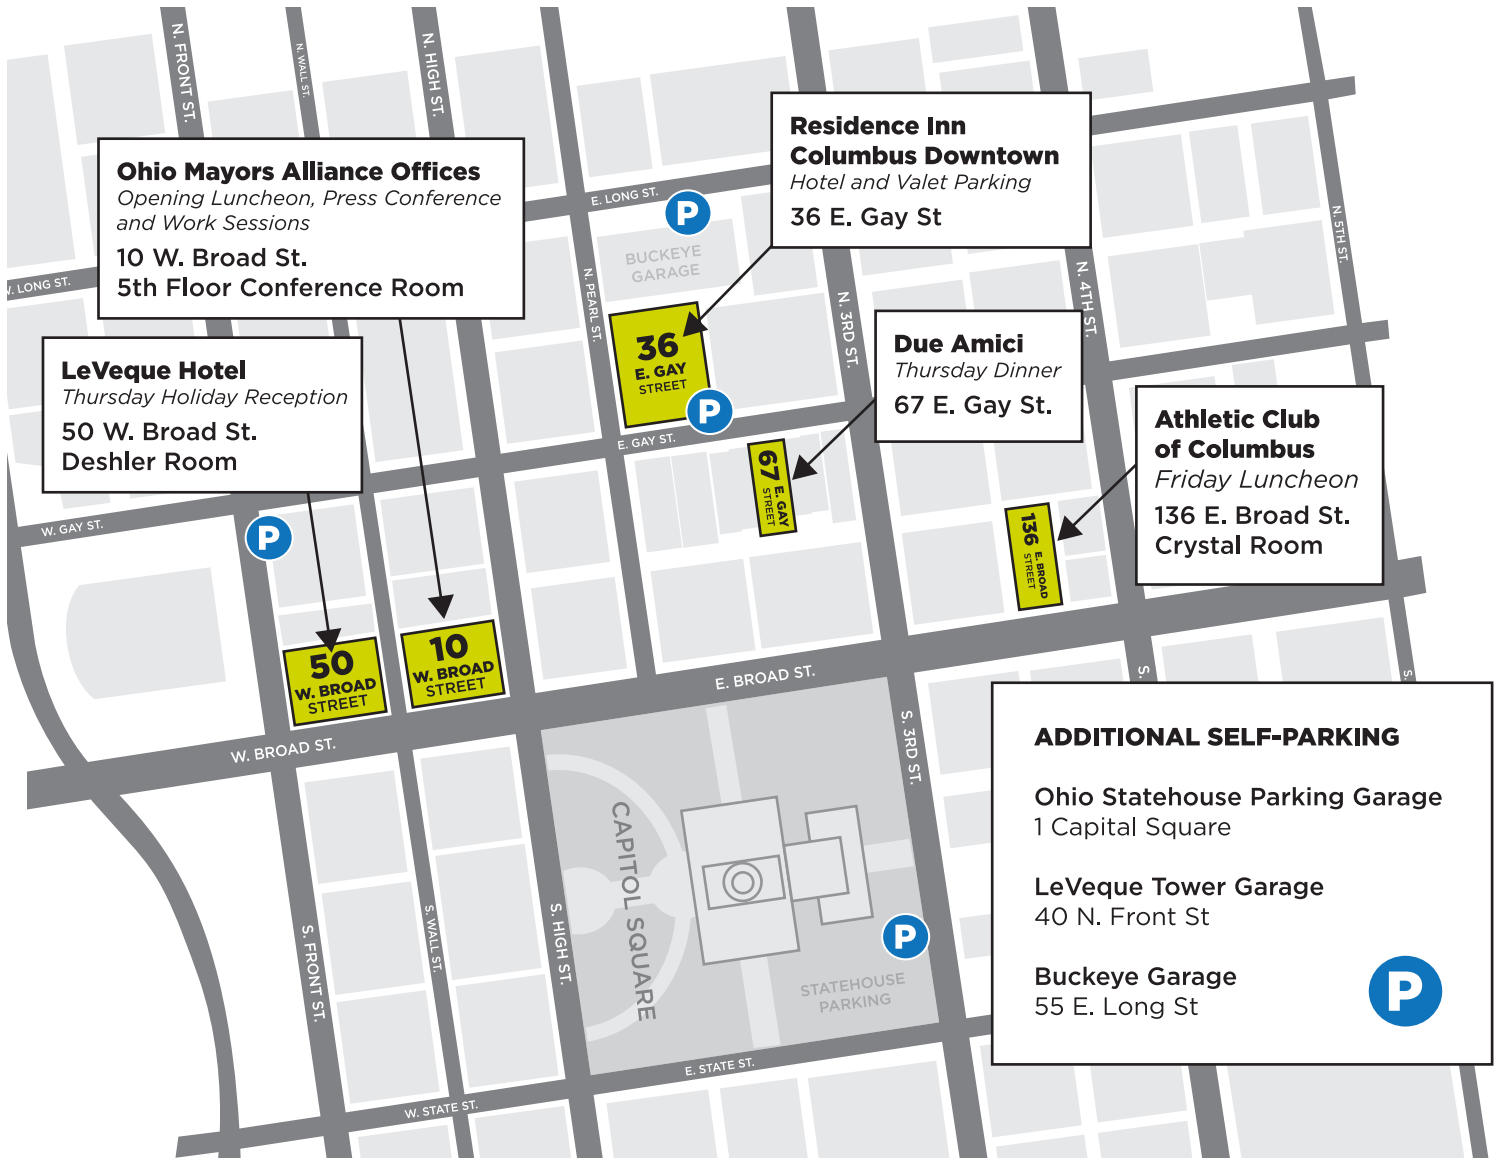 N. FRONT ST.
N. WALL ST.
N. HIGH ST.
Residence Inn
Columbus Downtown
Hotel and Valet Parking
36 E. Gay St
Ohio Mayors Alliance Offices
Opening Luncheon, Press Conference
and Work Sessions
10 W. Broad St.
5th Floor Conference Room
E. LONG ST.
P
BUCKEYE
GARAGE
N. PEARL ST.
N. 3RD ST.
N. 4TH ST.
N. 5TH ST.
W. LONG ST.
36
E. GAY
STREET
P
E. GAY ST.
Due Amici
Thursday Dinner
67 E. Gay St.
LeVeque Hotel
Thursday Holiday Reception
50 W. Broad St.
Deshler Room
Athletic Club
of Columbus
Friday Luncheon
136 E. Broad St.
Crystal Room
67
E. GAY
STREET
136
E. BROAD
STREET
W. GAY ST.
P
50
W. BROAD
STREET
10
W. BROAD
STREET
E. BROAD ST.
W. BROAD ST.
S.
S.
S. 3RD ST.
CAPITOL SQUARE
S. FRONT ST.
S. WALL ST.
S. HIGH ST.
P
STATEHOUSE
PARKING
E. STATE ST.
W. STATE ST.
ADDITIONAL SELF-PARKING
Ohio Statehouse Parking Garage
1 Capital Square
LeVeque Tower Garage
40 N. Front St
Buckeye Garage
55 E. Long St
P